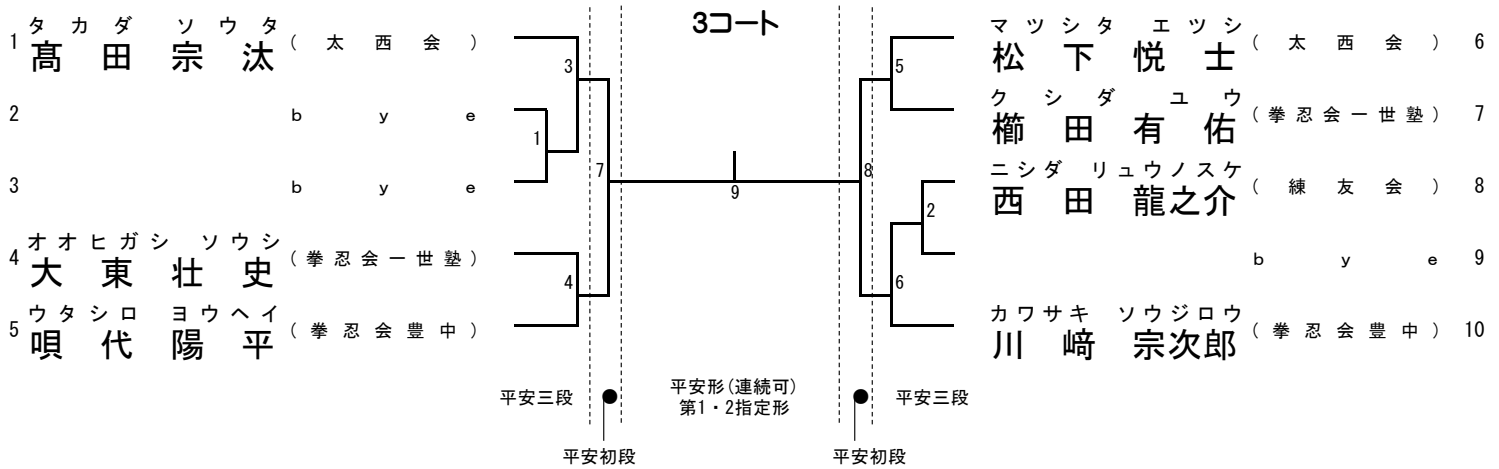 3コート
タカダ ソウタ
1 髙田宗汰 (太西会)
2 bye
3 bye
オオヒガシ ソウシ
4 大東壮史 (拳忍会一世塾)
ウタシロ ヨウヘイ
5 唄代陽平 (拳忍会豊中)
3
1
7
4
9
マツシタ エツシ
松下悦士 (太西会) 6
クシダ ユウ
櫛田有佑 (拳忍会一世塾) 7
ニシダ リュウノスケ
西田龍之介 (練友会) 8
bye 9
カワサキ ソウジロウ
川﨑宗次郎 (拳忍会豊中) 10
5
8
2
6
平安三段
平安形(連続可)
第1・2指定形
平安三段
平安初段
平安初段